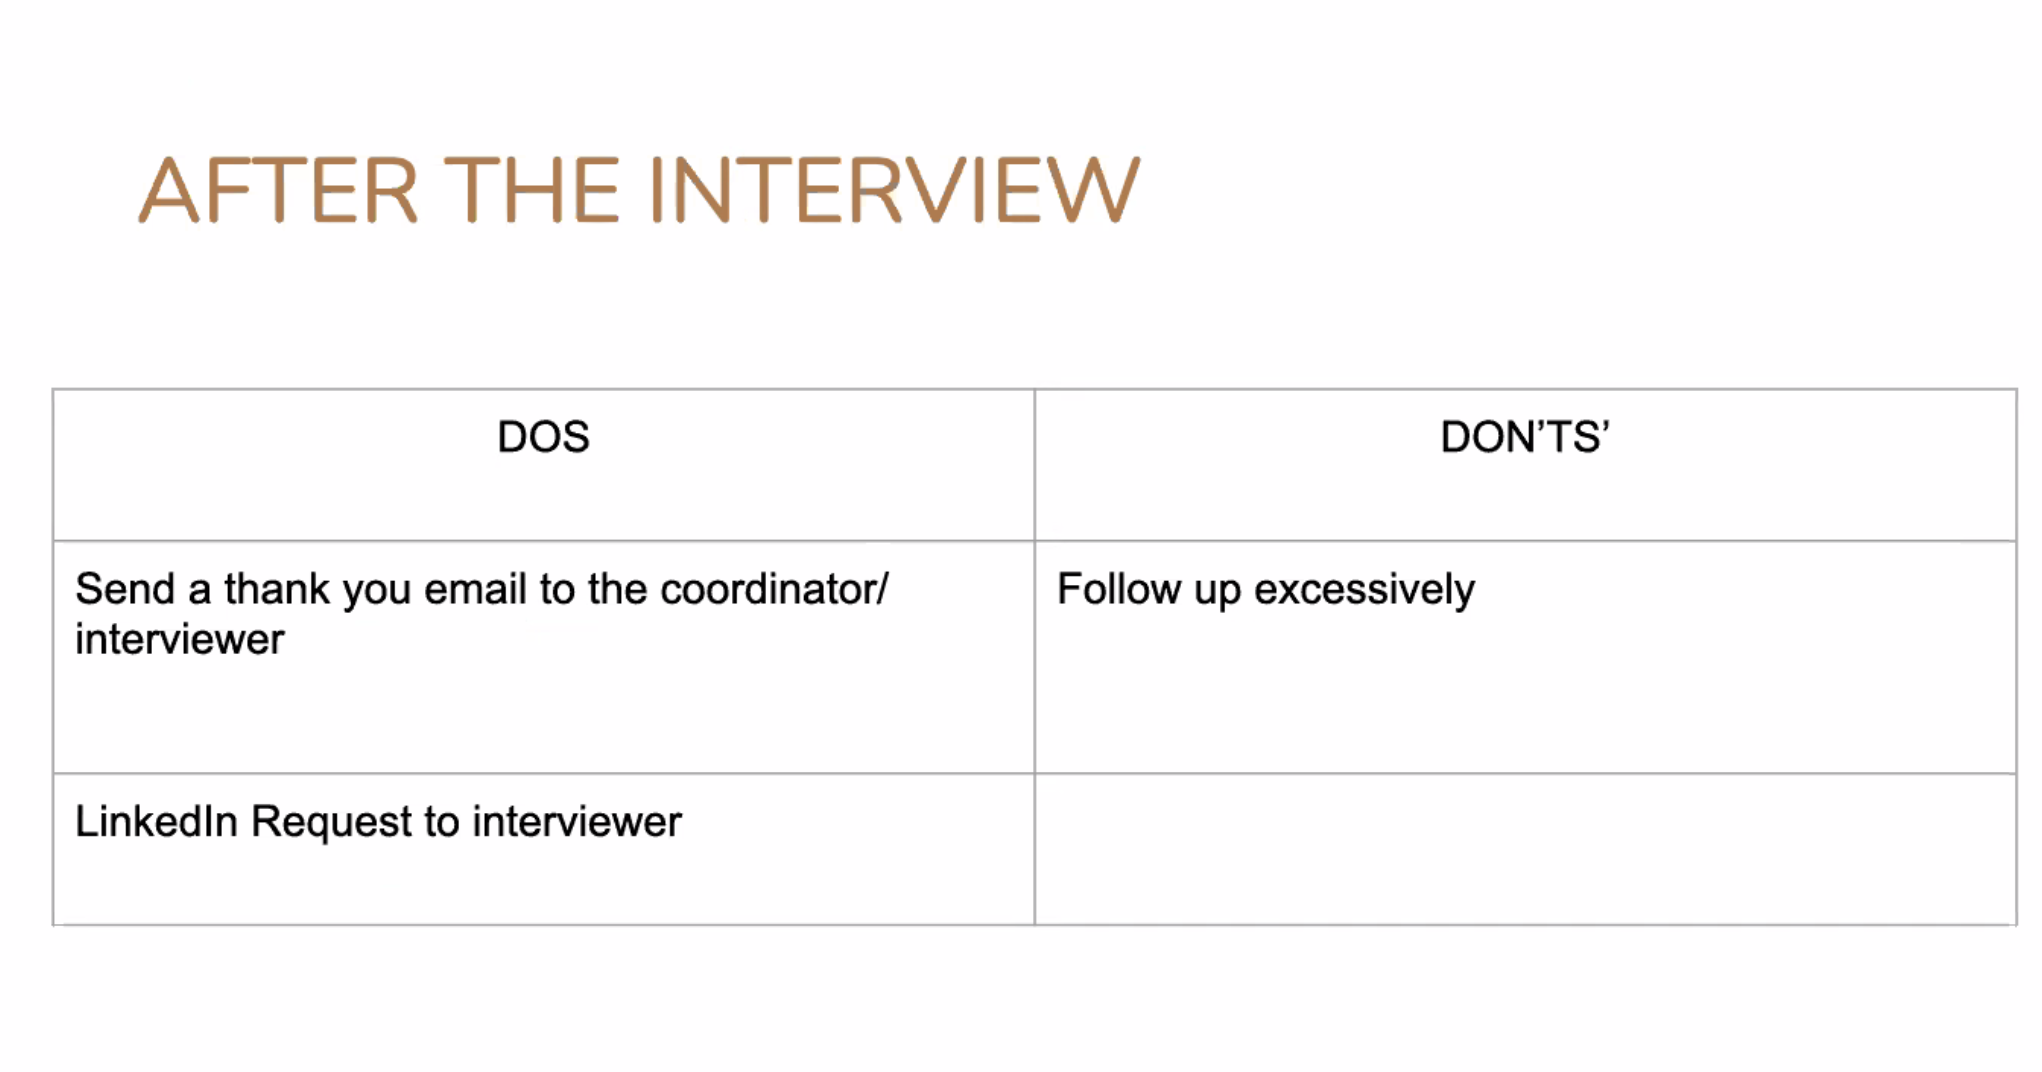 AFTER THE INTERVIEW
DOS
DON’TS’
Send a thank you email to the coordinator/
interviewer
Follow up excessively
LinkedIn Request to interviewer